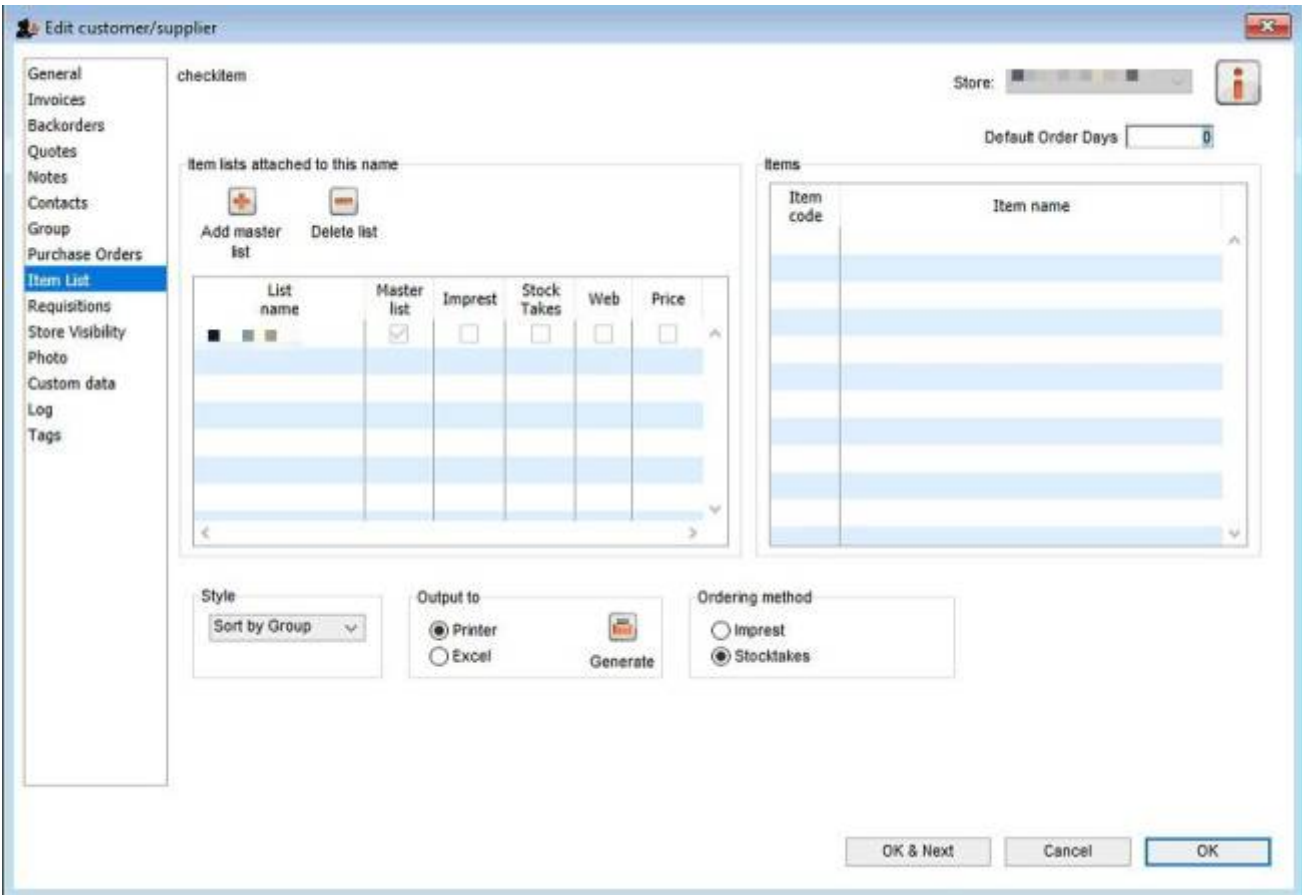 Edit customer/supplier
General
Invoices
Backorders
Quotes
Notes
Contacts
Group
Purchase Orders
Item List
Requisitions
Store Visibility
Photo
Custom data
Log
Tags
checkitem
Store:
Default Order Days 0
Item lists attached to this name
Add master
list
Delete list
List
name
Master
list
Imprest
Stock
Takes
Web
Price
Items
Item
code
Item name
Style
Sort by Group
Output to
Printer
Excel
Generate
Ordering method
Imprest
Stocktakes
OK & Next
Cancel
OK